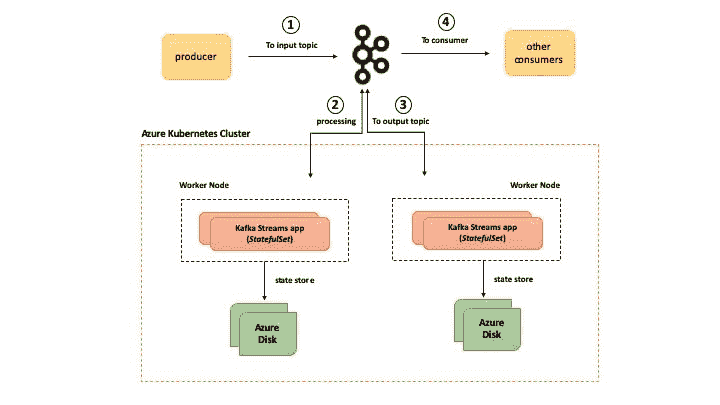 1
4
To input topic
To consumer
producer
other
consumers
2
3
processing
To output topic
Azure Kubernetes Cluster
Worker Node
Worker Node
Kafka Streams app
(StatefulSet)
Kafka Streams app
(StatefulSet)
state store
state store
Azure
Disk
Azure
Disk